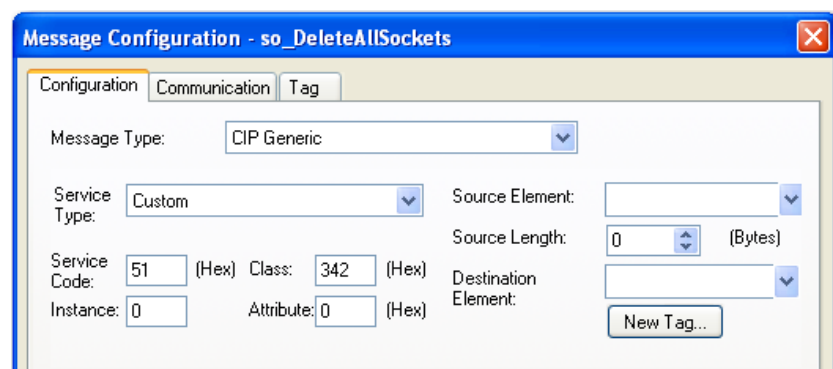 Message Configuration - so_DeleteAllSockets
Configuration Communication Tag
Message Type: CIP Generic
Service Type: Custom
Source Element:
Source Length: 0 (Bytes)
Service Code: 51 (Hex) Class: 342 (Hex)
Destination Element:
Instance: 0 Attribute: 0 (Hex)
New Tag...